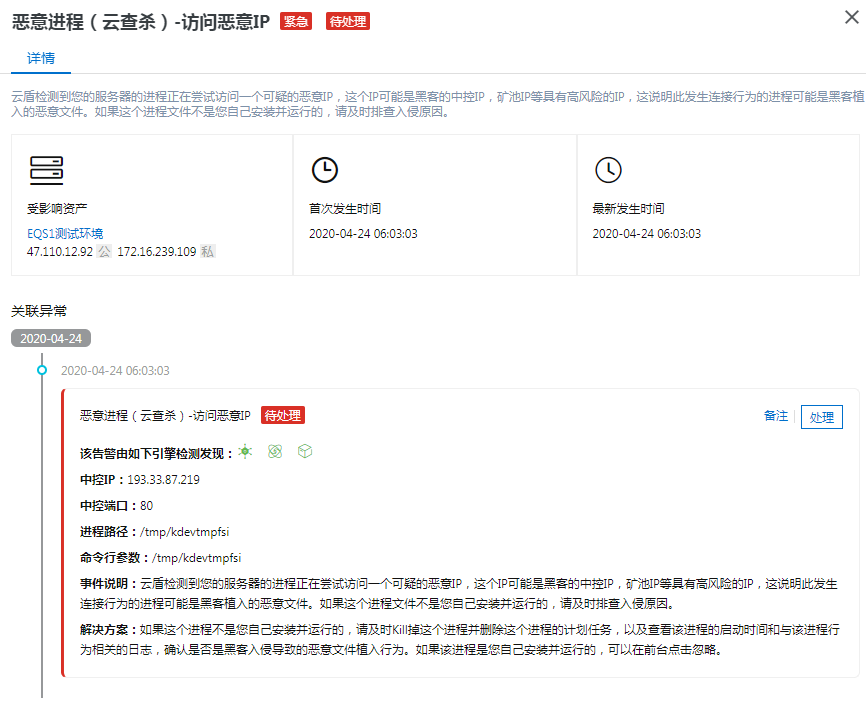 恶意进程（云查杀）-访问恶意IP 紧急 待处理
详情
云盾检测到您的服务器的进程正在尝试访问一个可疑的恶意IP，这个IP可能是黑客的中控IP，矿池IP等具有高风险的IP，这说明此发生连接行为的进程可能是黑客植
入的恶意文件。如果这个进程文件不是您自己安装并运行的，请及时排查入侵原因。
受影响资产
EQS1测试环境
47.110.12.92 公 172.16.239.109 私
首次发生时间
2020-04-24 06:03:03
最新发生时间
2020-04-24 06:03:03
关联异常
2020-04-24
2020-04-24 06:03:03
恶意进程（云查杀）-访问恶意IP 待处理 备注 处理
该告警由如下引擎检测发现：
中控IP：193.33.87.219
中控端口：80
进程路径：/tmp/kdevtmpfsi
命令行参数：/tmp/kdevtmpfsi
事件说明：云盾检测到您的服务器的进程正在尝试访问一个可疑的恶意IP，这个IP可能是黑客的中控IP，矿池IP等具有高风险的IP，这说明此发生
连接行为的进程可能是黑客植入的恶意文件。如果这个进程文件不是您自己安装并运行的，请及时排查入侵原因。
解决方案：如果这个进程不是您自己安装并运行的，请及时Kill掉这个进程并删除这个进程的计划任务，以及查看该进程的启动时间和与该进程行
为相关的日志，确认是否是黑客入侵导致的恶意文件植入行为。如果该进程是您自己安装并运行的，可以在前台点击忽略。